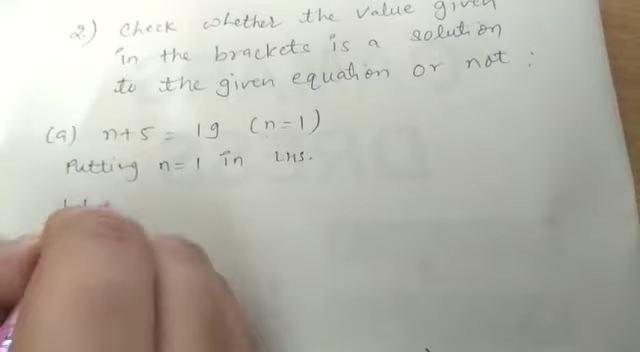 2) Check whether the value given
in the brackets is a solution
to the given equation or not :
(a) n+5 = 19 (n=1)
Putting n=1 in LHS.